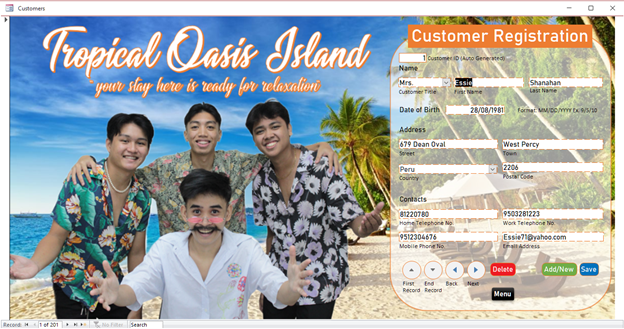 Customers
Tropical Oasis Island
"your stay here is ready for relaxation"
Customer Registration
1 Customer ID (Auto Generated)
Name
Mrs. Essie Shanahan
Customer Title First Name Last Name
Date of Birth 28/08/1981 Format: MM/DD/YYYY Ex:9/5/10
Address
679 Dean Oval West Percy
Street Town
Peru 2206
Country Postal Code
Contacts
81220780 9503281223
Home Telephone No. Work Telephone No.
9512304676 Essie71@yahoo.com
Mobile Phone No. Email Address
Delete Add/New Save
First Record End Record Back Next
Menu
Record: 1 of 201 No Filter Search